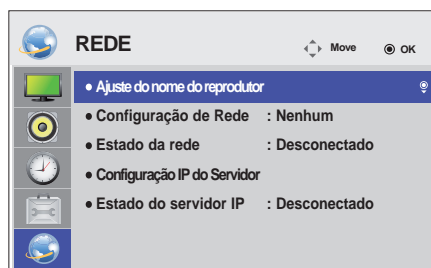 REDE
Move OK
• Ajuste do nome do reprodutor
• Configuração de Rede : Nenhum
• Estado da rede : Desconectado
• Configuração IP do Servidor
• Estado do servidor IP : Desconectado